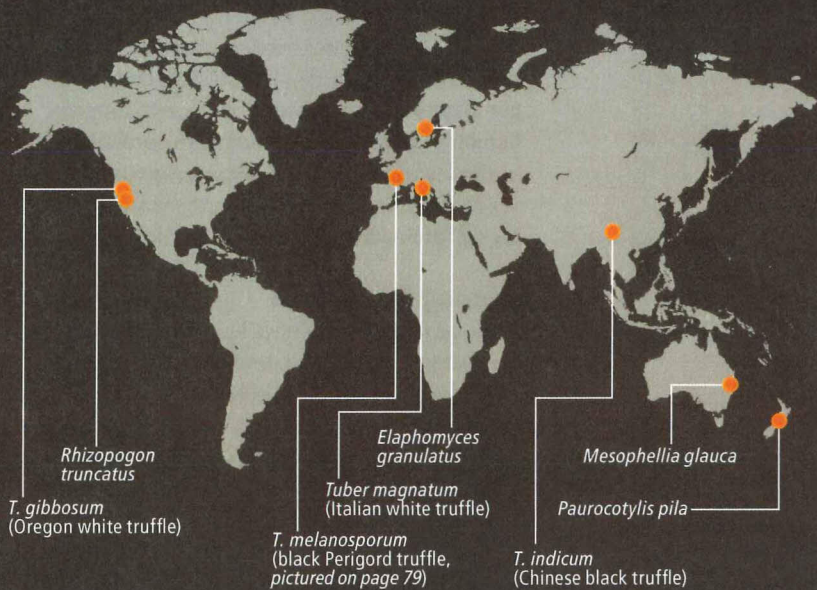 Rhizopogon
truncatus
T. gibbosum
(Oregon white truffle)
Elaphomyces
granulatus
Tuber magnatum
(Italian white truffle)
T. melanosporum
(black Perigord truffle,
pictured on page 79)
Mesophellia glauca
Paurocotylis pila
T. indicum
(Chinese black truffle)